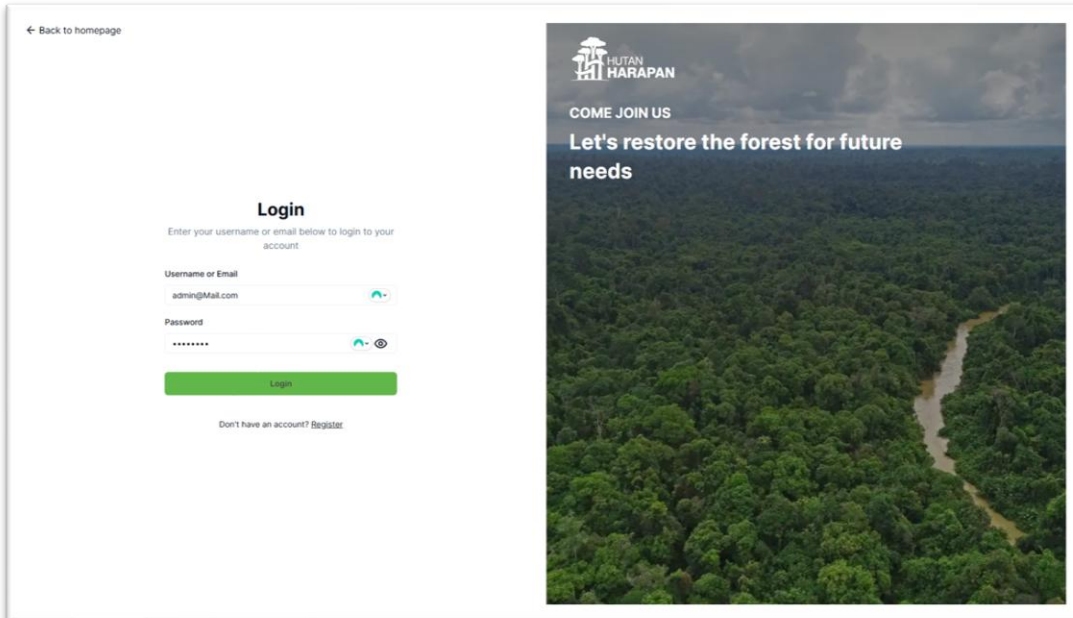 ← Back to homepage
HUTAN
HARAPAN
COME JOIN US
Let's restore the forest for future
needs
Login
Enter your username or email below to login to your
account
Username or Email
admin@Mail.com
Password
••••••••
Login
Don't have an account? Register